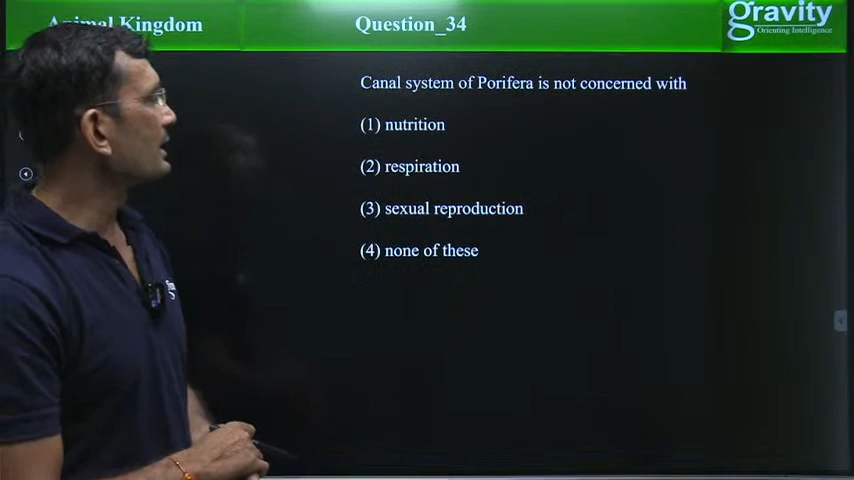 Animal Kingdom
Question_34
gravity
Orienting Intelligence
Canal system of Porifera is not concerned with
(1) nutrition
(2) respiration
(3) sexual reproduction
(4) none of these